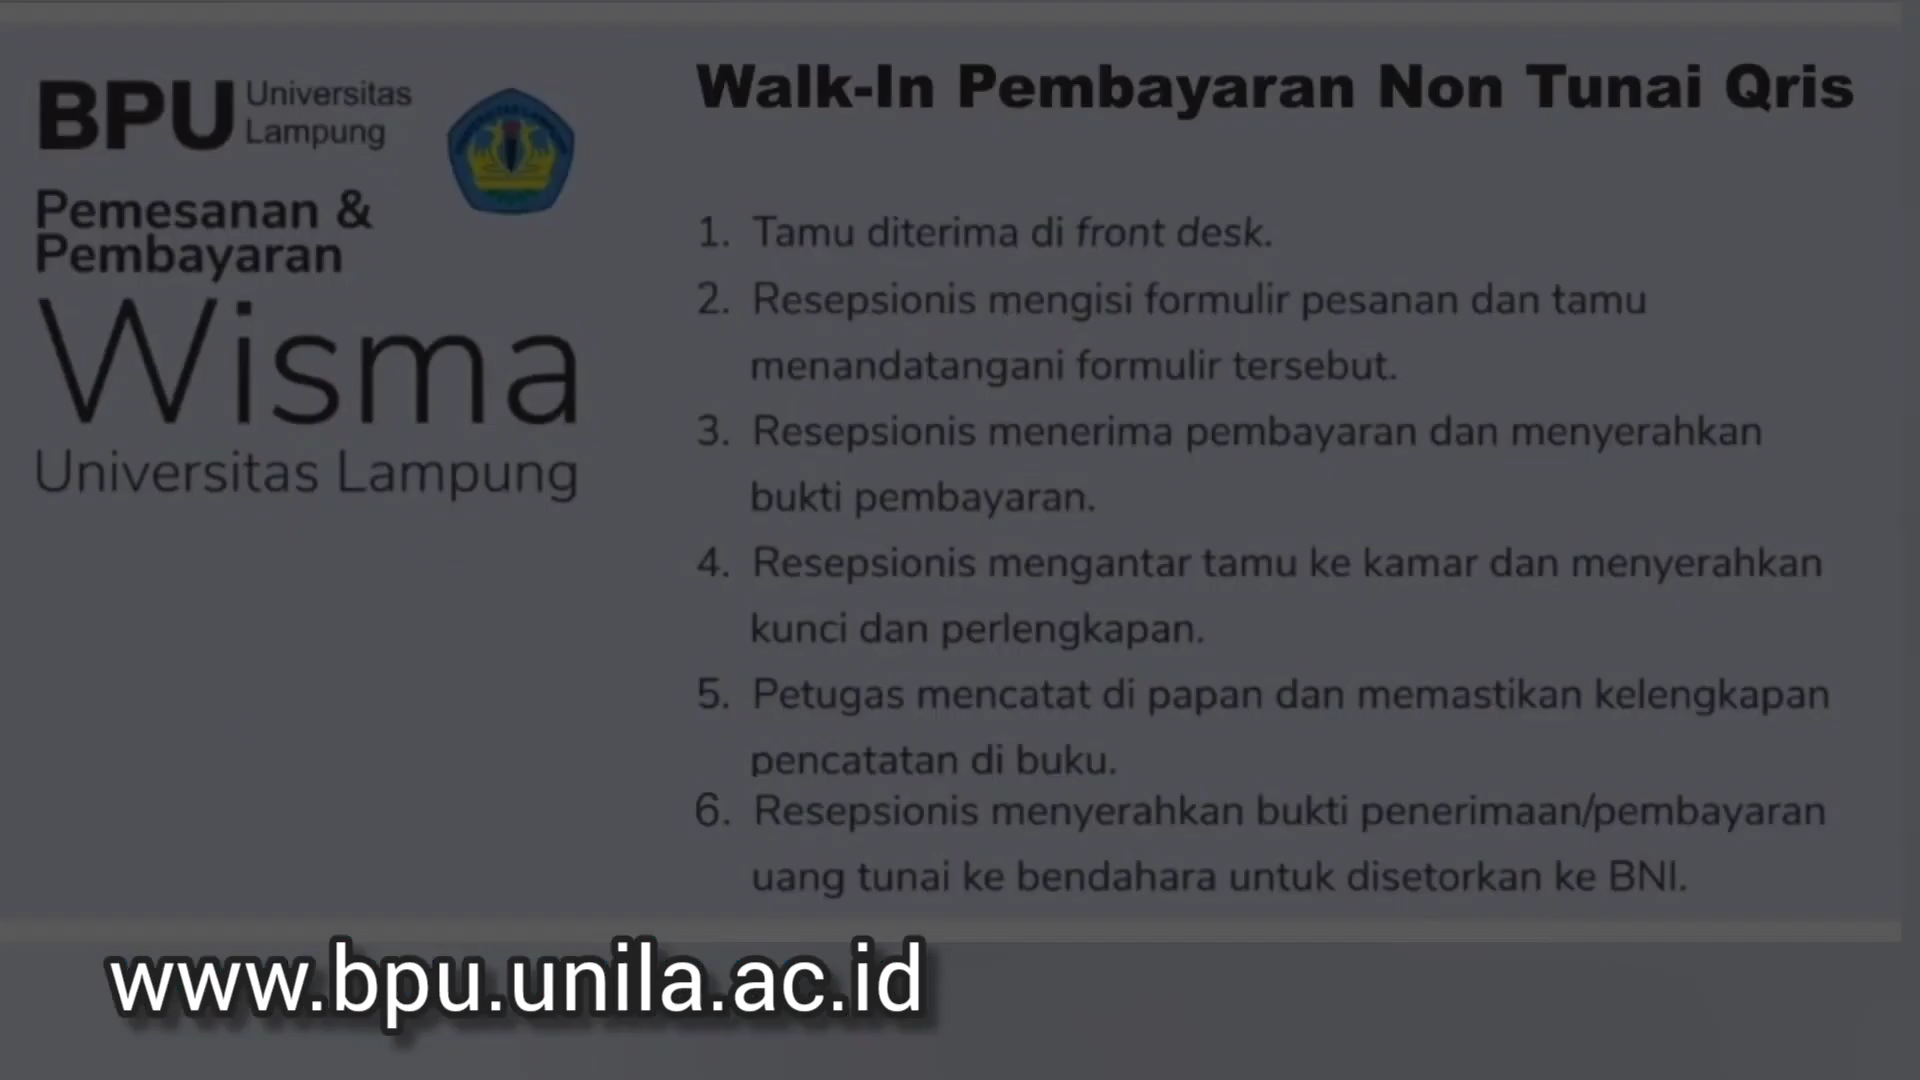 BPU Universitas
Lampung
Pemesanan &
Pembayaran
Wisma
Universitas Lampung
Walk-In Pembayaran Non Tunai Qris
1. Tamu diterima di front desk.
2. Resepsionis mengisi formulir pesanan dan tamu
menandatangani formulir tersebut.
3. Resepsionis menerima pembayaran dan menyerahkan
bukti pembayaran.
4. Resepsionis mengantar tamu ke kamar dan menyerahkan
kunci dan perlengkapan.
5. Petugas mencatat di papan dan memastikan kelengkapan
pencatatan di buku.
6. Resepsionis menyerahkan bukti penerimaan/pembayaran
uang tunai ke bendahara untuk disetorkan ke BNI.
www.bpu.unila.ac.id